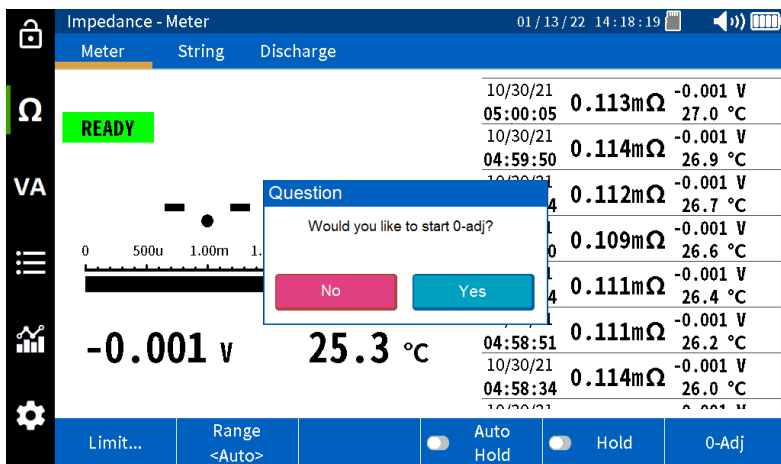 Impedance - Meter 01/13/22 14:18:19
Meter String Discharge
Ω
VA
READY
-.-
0 500u 1.00m 1.
-0.001 V 25.3 °C
10/30/21
05:00:05 0.113mΩ -0.001 V
27.0 °C
10/30/21
04:59:50 0.114mΩ -0.001 V
26.9 °C
0.112mΩ -0.001 V
4 26.7 °C
0.109mΩ -0.001 V
0 26.6 °C
0.111mΩ -0.001 V
4 26.4 °C
04:58:51 0.111mΩ -0.001 V
26.2 °C
10/30/21
04:58:34 0.114mΩ -0.001 V
26.0 °C
Question
Would you like to start 0-adj?
No Yes
Limit... Range
<Auto>
Auto
Hold
Hold
0-Adj